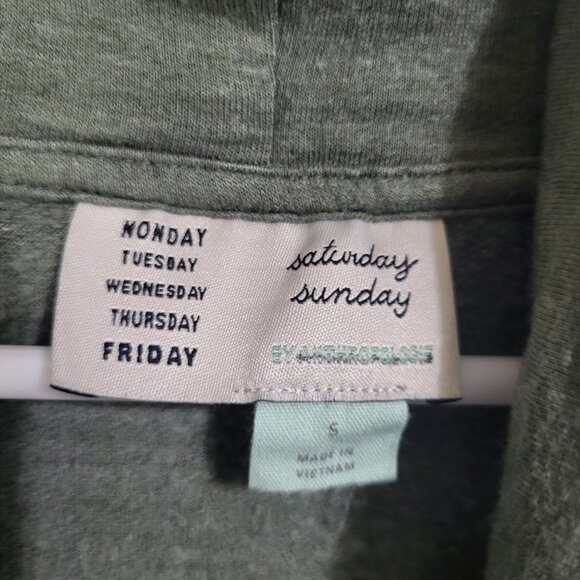 MONDAY
TUESDAY
WEDNESDAY
THURSDAY
FRIDAY
saturday
sunday
BY ANTHROPOLOGIE
S
MADE IN
VIETNAM